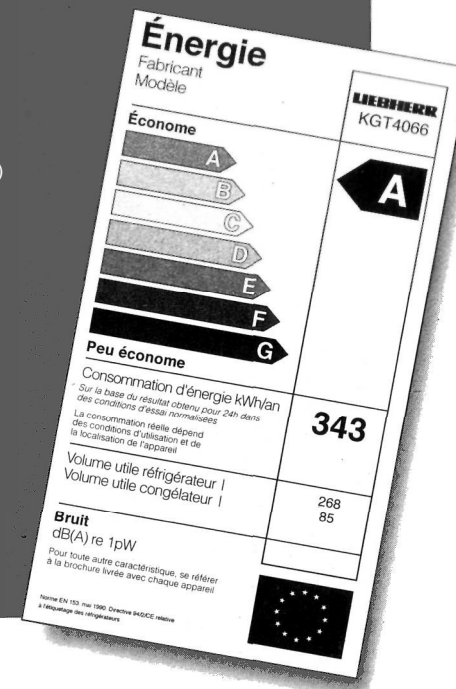 Énergie
Fabricant
Modèle
LIEBHERR
KGT4066
Économe
A
B
C
D
E
F
G
A
Peu économe
Consommation d'énergie kWh/an
Sur la base du résultat obtenu pour 24h dans
des conditions d'essai normalisées
343
La consommation réelle dépend
des conditions d'utilisation et de
la localisation de l'appareil
Volume utile réfrigérateur l
268
Volume utile congélateur l
85
Bruit
dB(A) re 1pW
Pour toute autre caractéristique, se référer
à la brochure livrée avec chaque appareil
Norme EN 153, mai 1990, Directive 94/2/CE relative
à l'étiquetage des réfrigérateurs